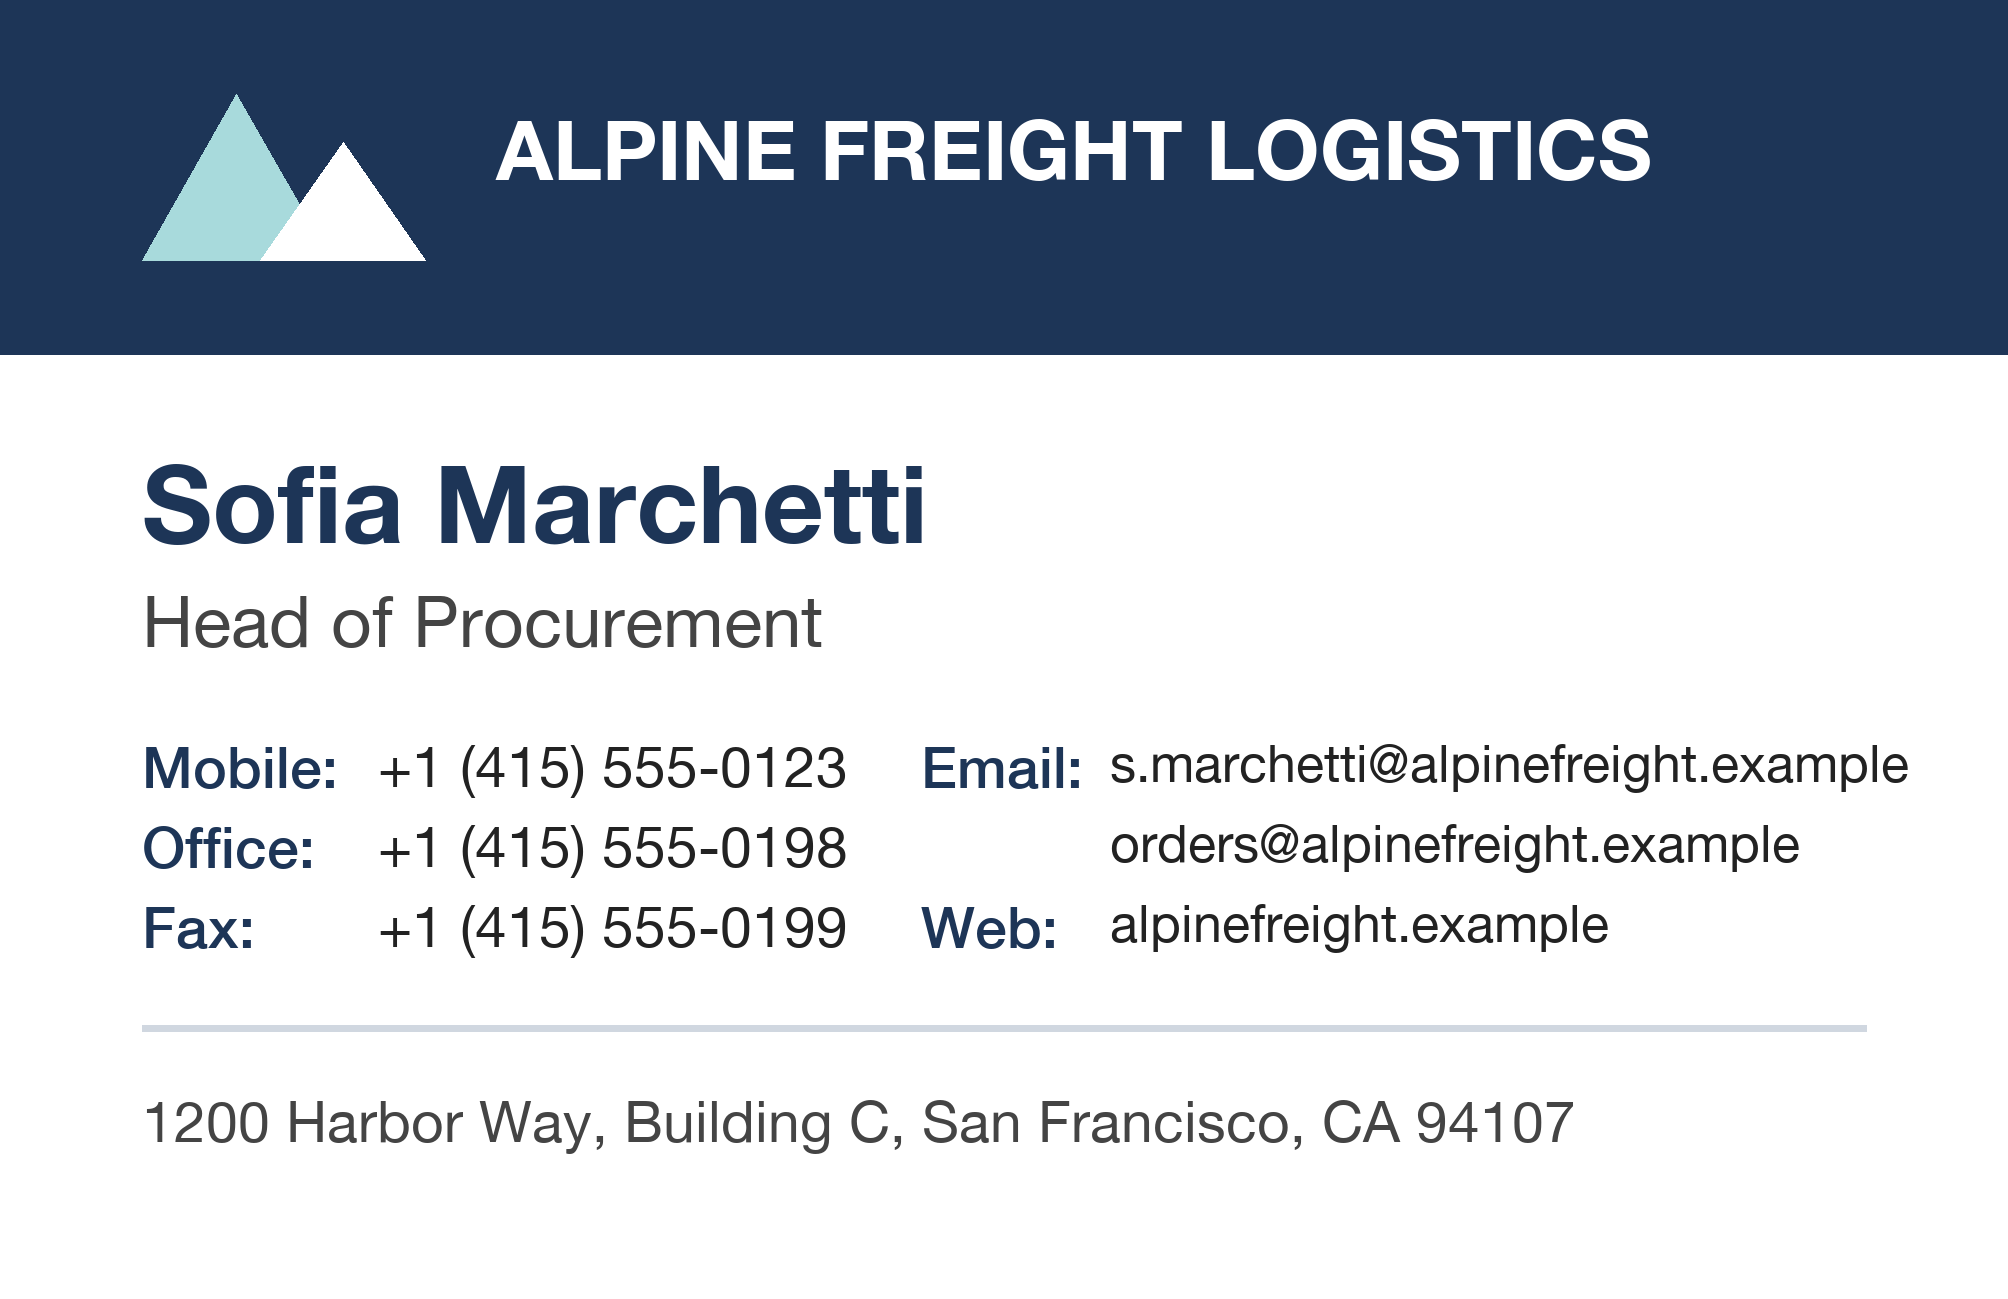 ALPINE FREIGHT LOGISTICS
Sofia Marchetti
Head of Procurement
Mobile: +1 (415) 555-0123
Office: +1 (415) 555-0198
Fax: +1 (415) 555-0199
Email: s.marchetti@alpinefreight.example
orders@alpinefreight.example
Web: alpinefreight.example
1200 Harbor Way, Building C, San Francisco, CA 94107